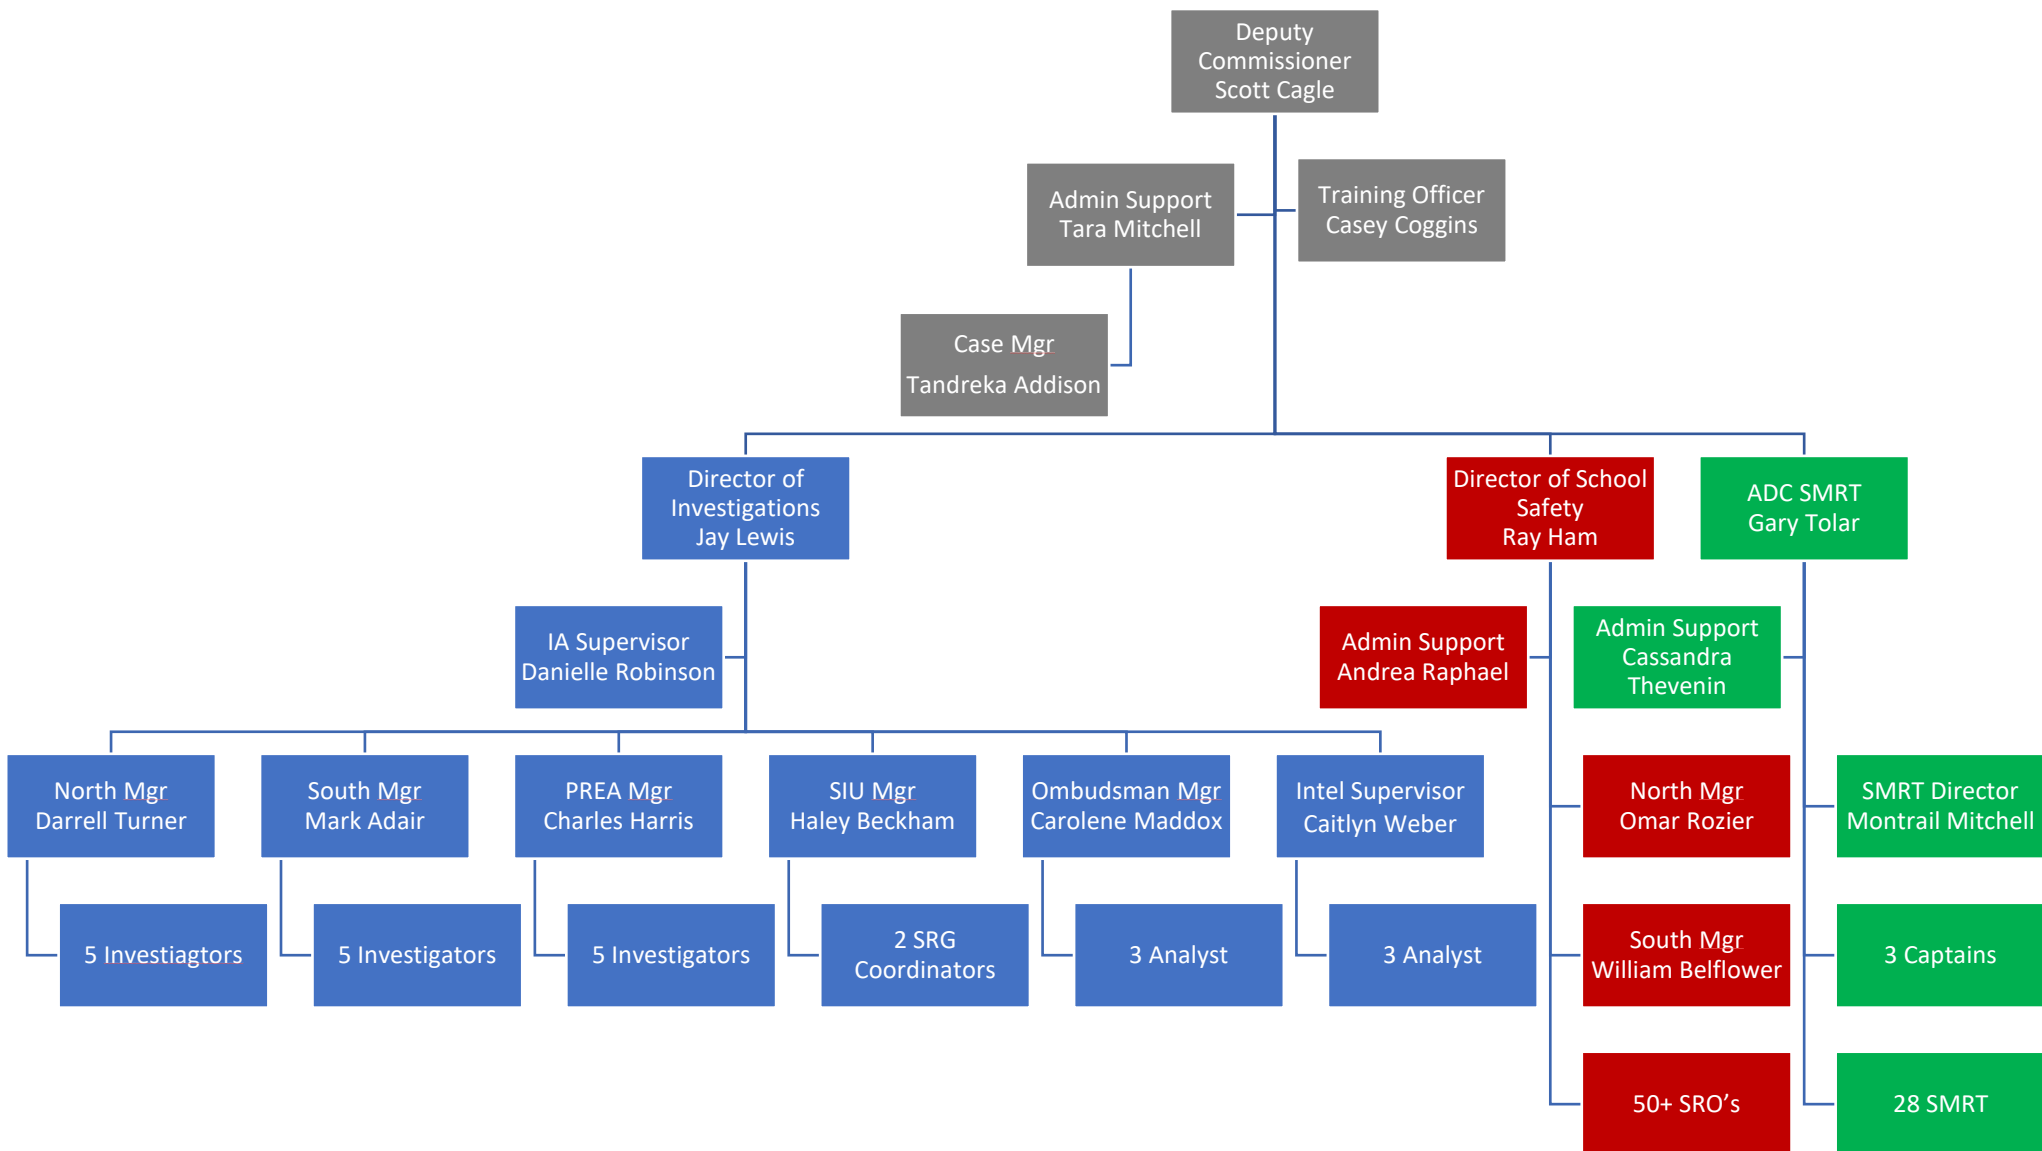 Deputy
Commissioner
Scott Cagle
Admin Support
Tara Mitchell
Training Officer
Casey Coggins
Case Mgr
Tandreka Addison
Director of
Investigations
Jay Lewis
Director of School
Safety
Ray Ham
ADC SMRT
Gary Tolar
IA Supervisor
Danielle Robinson
Admin Support
Andrea Raphael
Admin Support
Cassandra
Thevenin
North Mgr
Darrell Turner
South Mgr
Mark Adair
PREA Mgr
Charles Harris
SIU Mgr
Haley Beckham
Ombudsman Mgr
Carolene Maddox
Intel Supervisor
Caitlyn Weber
North Mgr
Omar Rozier
SMRT Director
Montrail Mitchell
5 Investiagtors
5 Investigators
5 Investigators
2 SRG
Coordinators
3 Analyst
3 Analyst
South Mgr
William Belflower
3 Captains
50+ SRO’s
28 SMRT